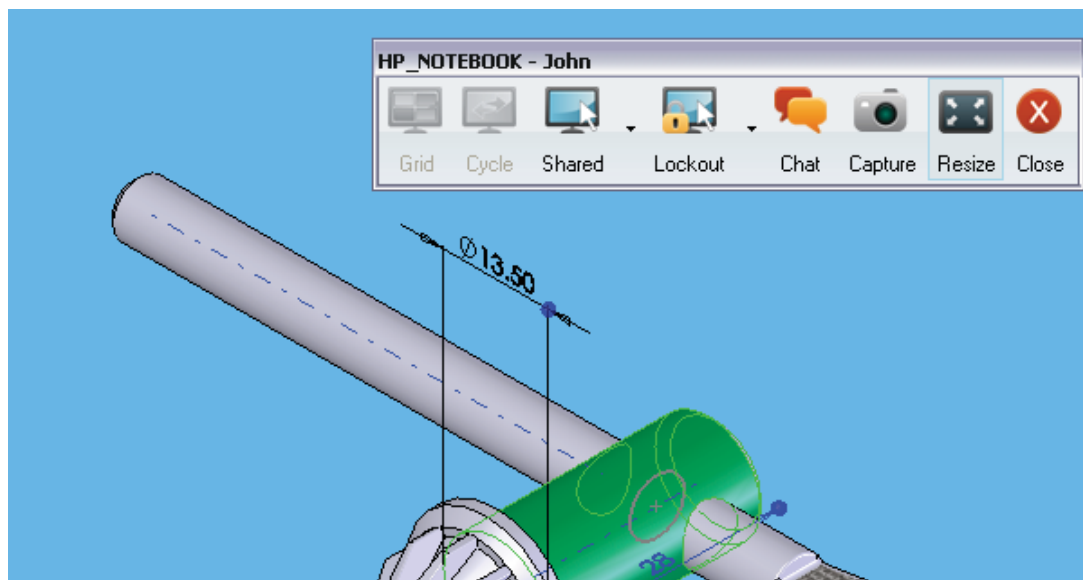 HP_NOTEBOOK - John
Grid Cycle Shared Lockout Chat Capture Resize Close
Ø13.50
28